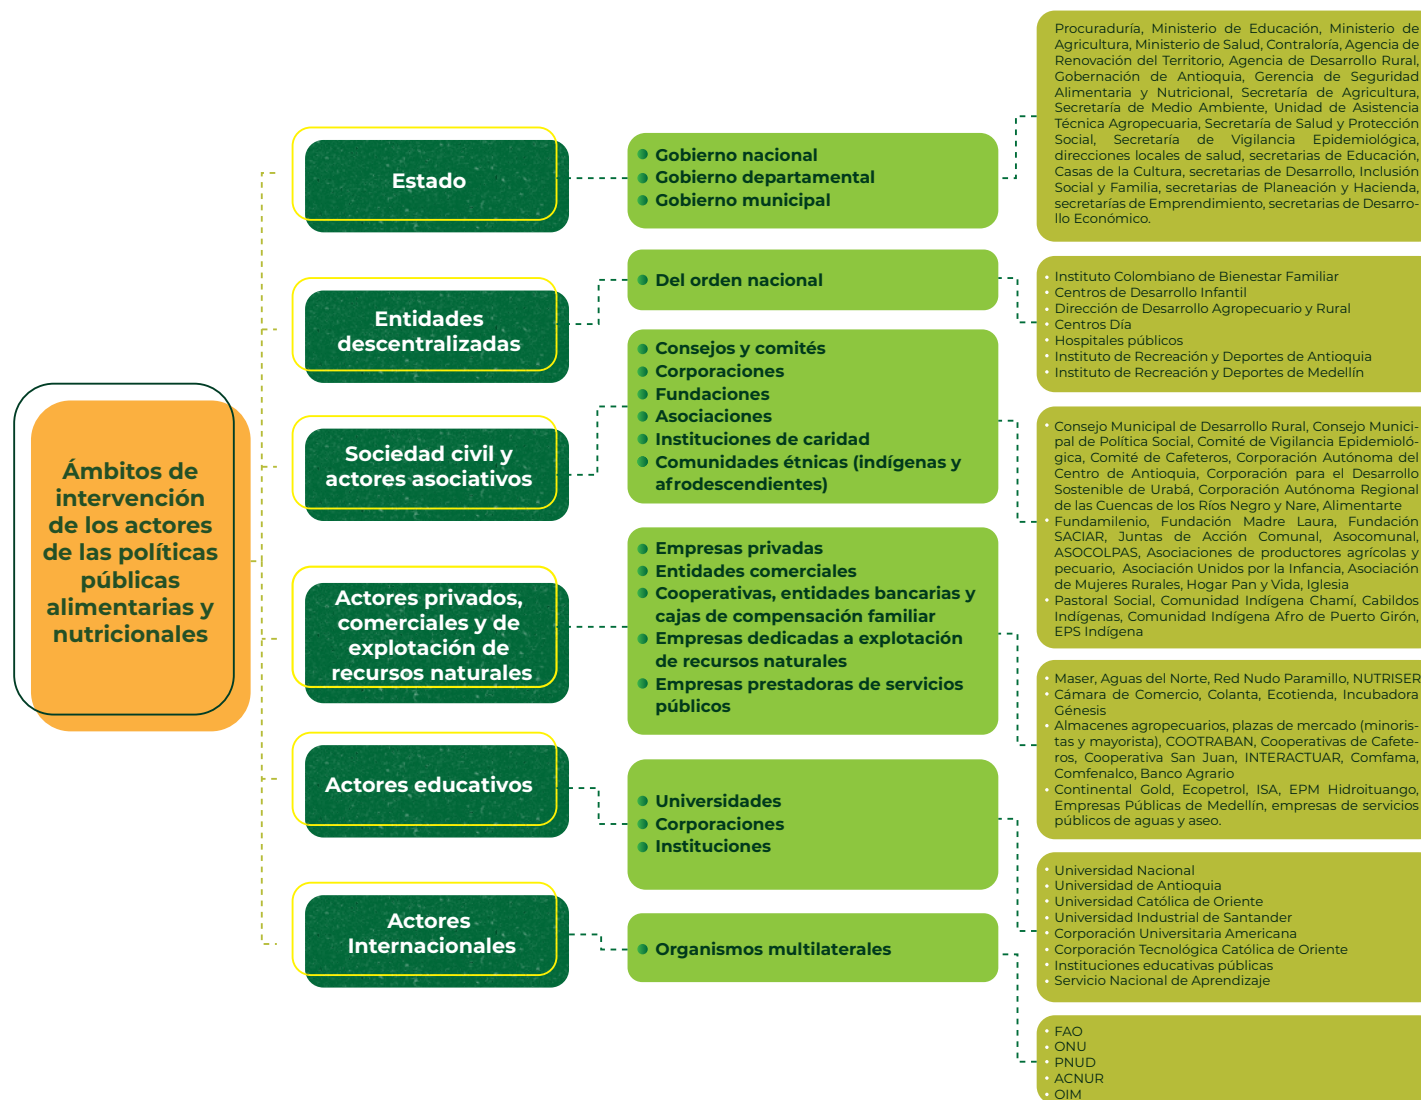 Ámbitos de
intervención
de los actores
de las políticas
públicas
alimentarias y
nutricionales
Estado
Gobierno nacional
Gobierno departamental
Gobierno municipal
Procuraduría, Ministerio de Educación, Ministerio de
Agricultura, Ministerio de Salud, Contraloría, Agencia de
Renovación del Territorio, Agencia de Desarrollo Rural,
Gobernación de Antioquia, Gerencia de Seguridad
Alimentaria y Nutricional, Secretaría de Agricultura,
Secretaría de Medio Ambiente, Unidad de Asistencia
Técnica Agropecuaria, Secretaría de Salud y Protección
Social, Secretaría de Vigilancia Epidemiológica,
direcciones locales de salud, secretarias de Educación,
Casas de la Cultura, secretarias de Desarrollo, Inclusión
Social y Familia, secretarias de Planeación y Hacienda,
secretarías de Emprendimiento, secretarias de Desarro-
llo Económico.
Entidades
descentralizadas
Del orden nacional
• Instituto Colombiano de Bienestar Familiar
• Centros de Desarrollo Infantil
• Dirección de Desarrollo Agropecuario y Rural
• Centros Día
• Hospitales públicos
• Instituto de Recreación y Deportes de Antioquia
• Instituto de Recreación y Deportes de Medellín
Sociedad civil y
actores asociativos
Consejos y comités
Corporaciones
Fundaciones
Asociaciones
Instituciones de caridad
Comunidades étnicas (indígenas y
afrodescendientes)
• Consejo Municipal de Desarrollo Rural, Consejo Munici-
pal de Política Social, Comité de Vigilancia Epidemioló-
gica, Comité de Cafeteros, Corporación Autónoma del
Centro de Antioquia, Corporación para el Desarrollo
Sostenible de Urabá, Corporación Autónoma Regional
de las Cuencas de los Ríos Negro y Nare, Alimentarte
• Fundamilenio, Fundación Madre Laura, Fundación
SACIAR, Juntas de Acción Comunal, Asocomunal,
ASOCOLPAS, Asociaciones de productores agrícolas y
pecuario, Asociación Unidos por la Infancia, Asociación
de Mujeres Rurales, Hogar Pan y Vida, Iglesia
• Pastoral Social, Comunidad Indígena Chamí, Cabildos
Indígenas, Comunidad Indígena Afro de Puerto Girón,
EPS Indígena
Actores privados,
comerciales y de
explotación de
recursos naturales
Empresas privadas
Entidades comerciales
Cooperativas, entidades bancarias y
cajas de compensación familiar
Empresas dedicadas a explotación
de recursos naturales
Empresas prestadoras de servicios
públicos
• Maser, Aguas del Norte, Red Nudo Paramillo, NUTRISER
• Cámara de Comercio, Colanta, Ecotienda, Incubadora
Génesis
• Almacenes agropecuarios, plazas de mercado (minoris-
tas y mayorista), COOTRABAN, Cooperativas de Cafete-
ros, Cooperativa San Juan, INTERACTUAR, Comfama,
Comfenalco, Banco Agrario
• Continental Gold, Ecopetrol, ISA, EPM Hidroituango,
Empresas Públicas de Medellín, empresas de servicios
públicos de aguas y aseo.
Actores educativos
Universidades
Corporaciones
Instituciones
• Universidad Nacional
• Universidad de Antioquia
• Universidad Católica de Oriente
• Universidad Industrial de Santander
• Corporación Universitaria Americana
• Corporación Tecnológica Católica de Oriente
• Instituciones educativas públicas
• Servicio Nacional de Aprendizaje
Actores
Internacionales
Organismos multilaterales
• FAO
• ONU
• PNUD
• ACNUR
• OIM